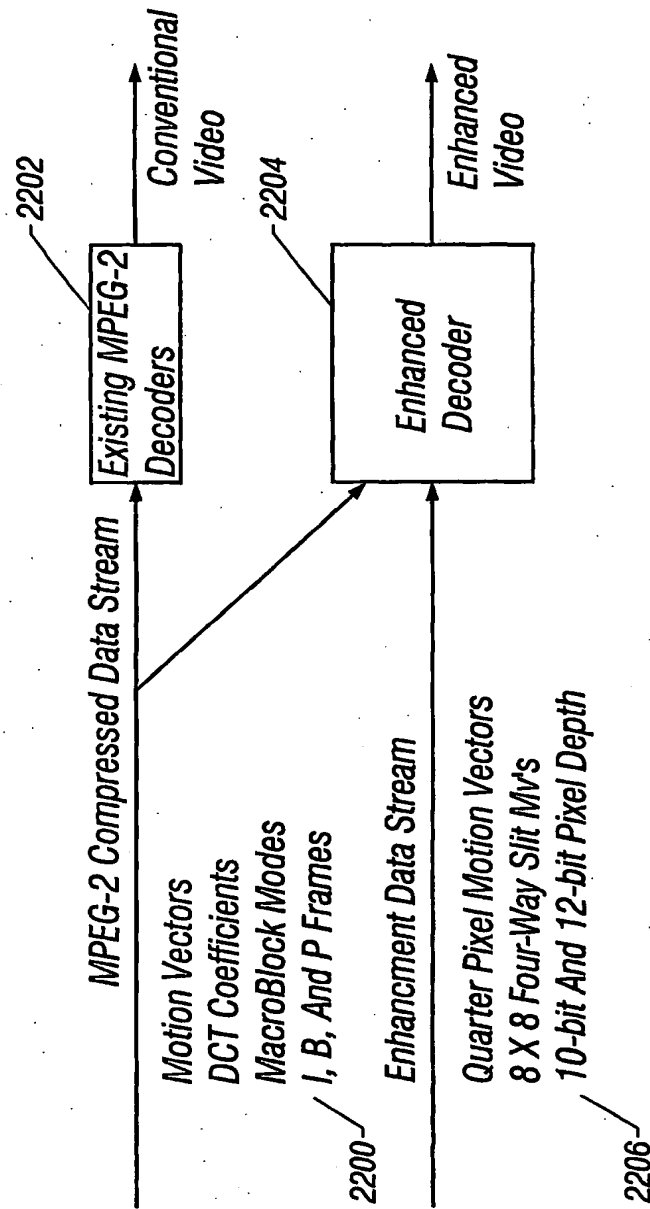 MPEG-2 Compressed Data Stream
Existing MPEG-2
Decoders
2202
Conventional
Video
Motion Vectors
DCT Coefficients
MacroBlock Modes
I, B, And P Frames
2200
Enhancment Data Stream
Enhanced
Decoder
2204
Enhanced
Video
Quarter Pixel Motion Vectors
8 X 8 Four-Way Slit Mv's
10-bit And 12-bit Pixel Depth
2206